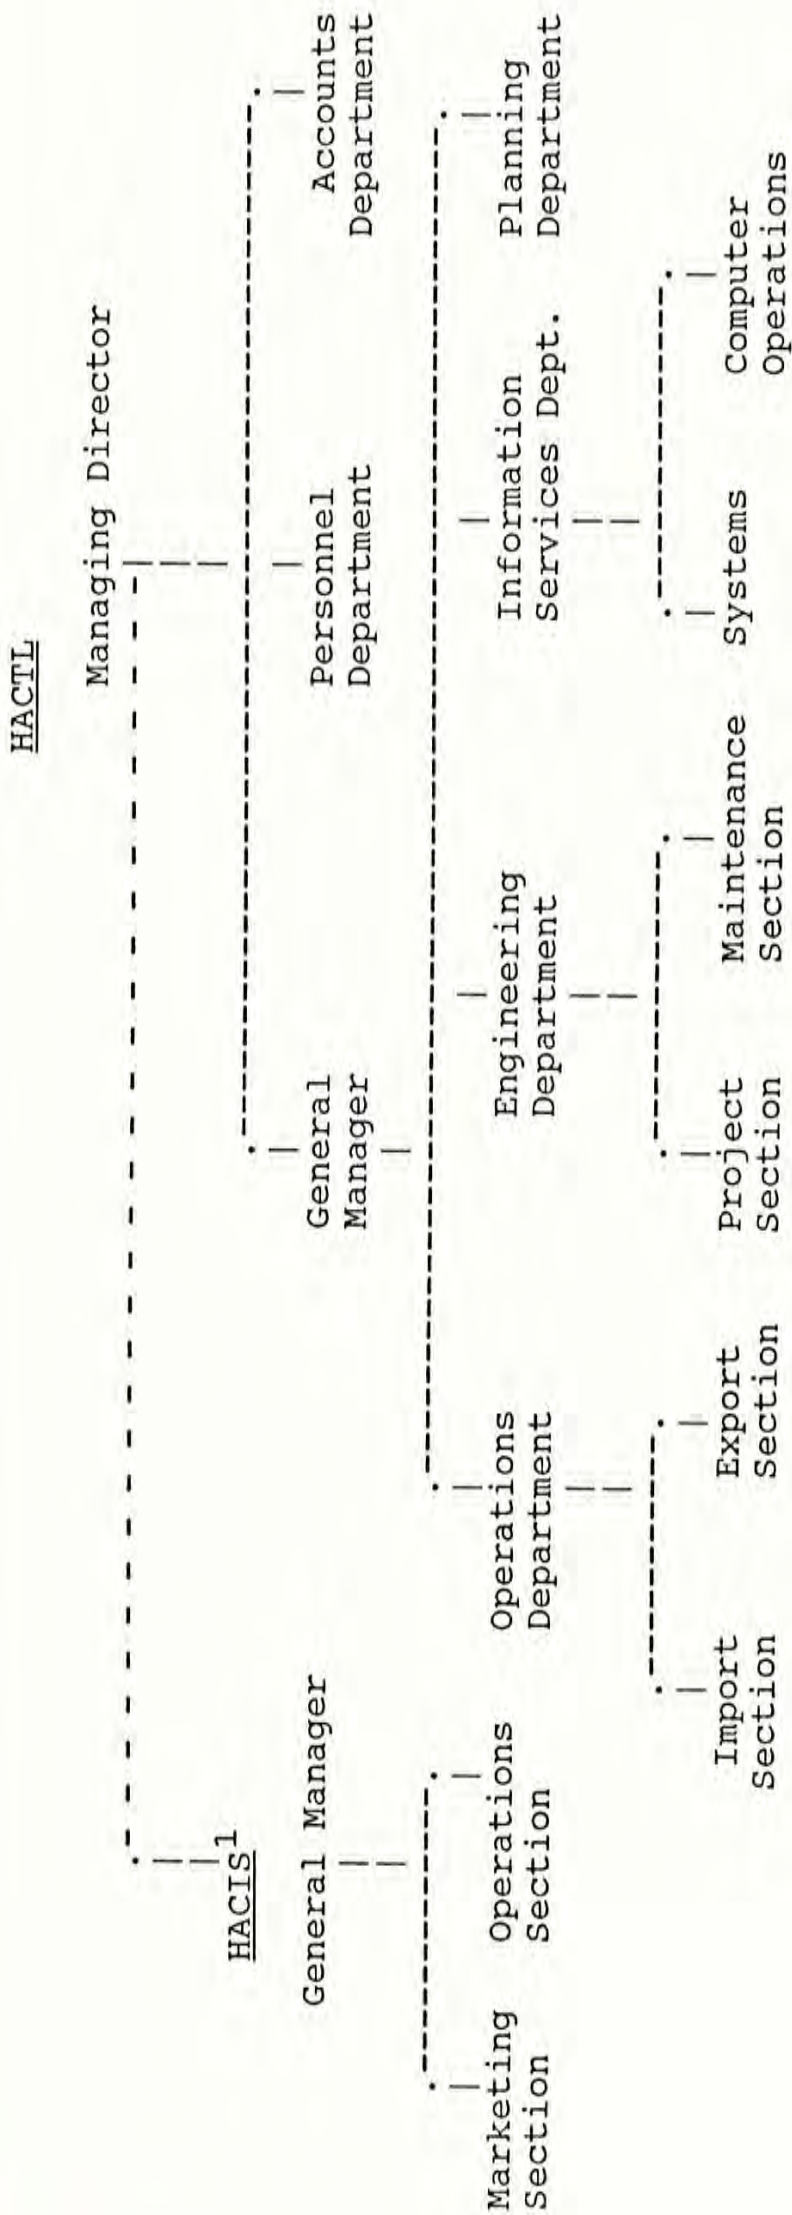 HACTL
Managing Director
HACIS1
General Manager
General
Manager
Personnel
Department
Accounts
Department
Marketing
Section
Operations
Section
Operations
Department
Engineering
Department
Information
Services Dept.
Planning
Department
Import
Section
Export
Section
Project
Section
Maintenance
Section
Systems
Computer
Operations